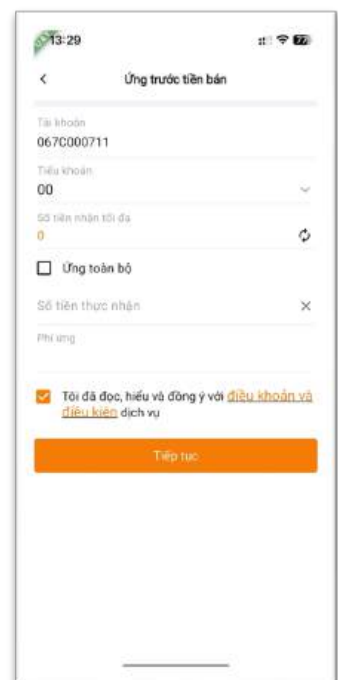 13:29
77
Ứng trước tiền bán
Tài khoản
067C000711
Tiểu khoản
00
Số tiền nhận tối đa
0
Ứng toàn bộ
Số tiền thực nhận
Phí ứng
Tôi đã đọc, hiểu và đồng ý với điều khoản và
điều kiện dịch vụ
Tiếp tục